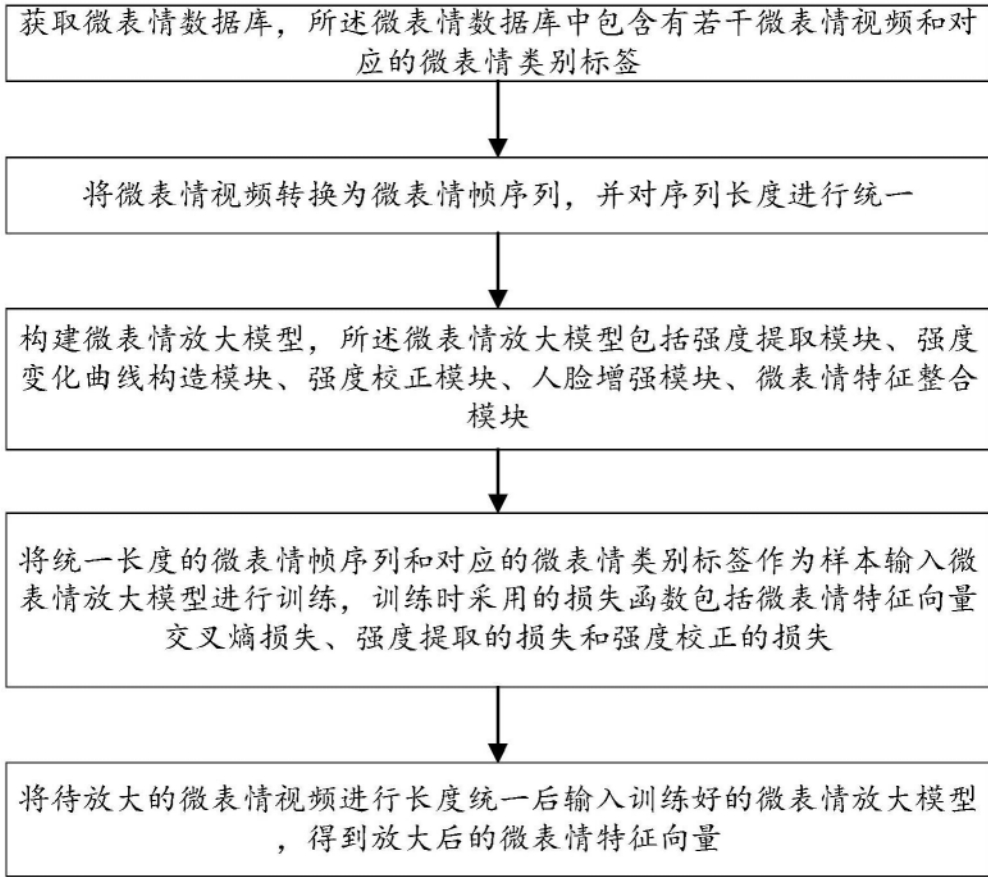 获取微表情数据库，所述微表情数据库中包含有若干微表情视频和对
应的微表情类别标签
将微表情视频转换为微表情帧序列，并对序列长度进行统一
构建微表情放大模型，所述微表情放大模型包括强度提取模块、强度
变化曲线构造模块、强度校正模块、人脸增强模块、微表情特征整合
模块
将统一长度的微表情帧序列和对应的微表情类别标签作为样本输入微
表情放大模型进行训练，训练时采用的损失函数包括微表情特征向量
交叉熵损失、强度提取的损失和强度校正的损失
将待放大的微表情视频进行长度统一后输入训练好的微表情放大模型
，得到放大后的微表情特征向量